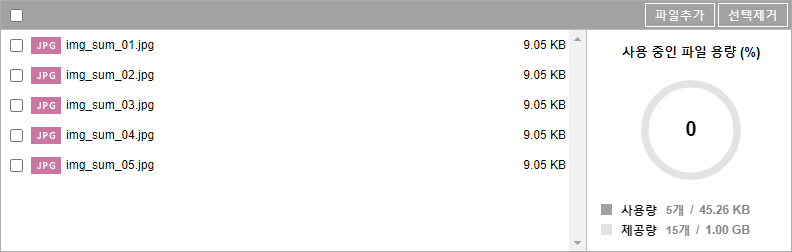 파일추가 선택제거
JPG img_sum_01.jpg 9.05 KB
JPG img_sum_02.jpg 9.05 KB
JPG img_sum_03.jpg 9.05 KB
JPG img_sum_04.jpg 9.05 KB
JPG img_sum_05.jpg 9.05 KB
사용 중인 파일 용량 (%)
0
사용량 5개 / 45.26 KB
제공량 15개 / 1.00 GB